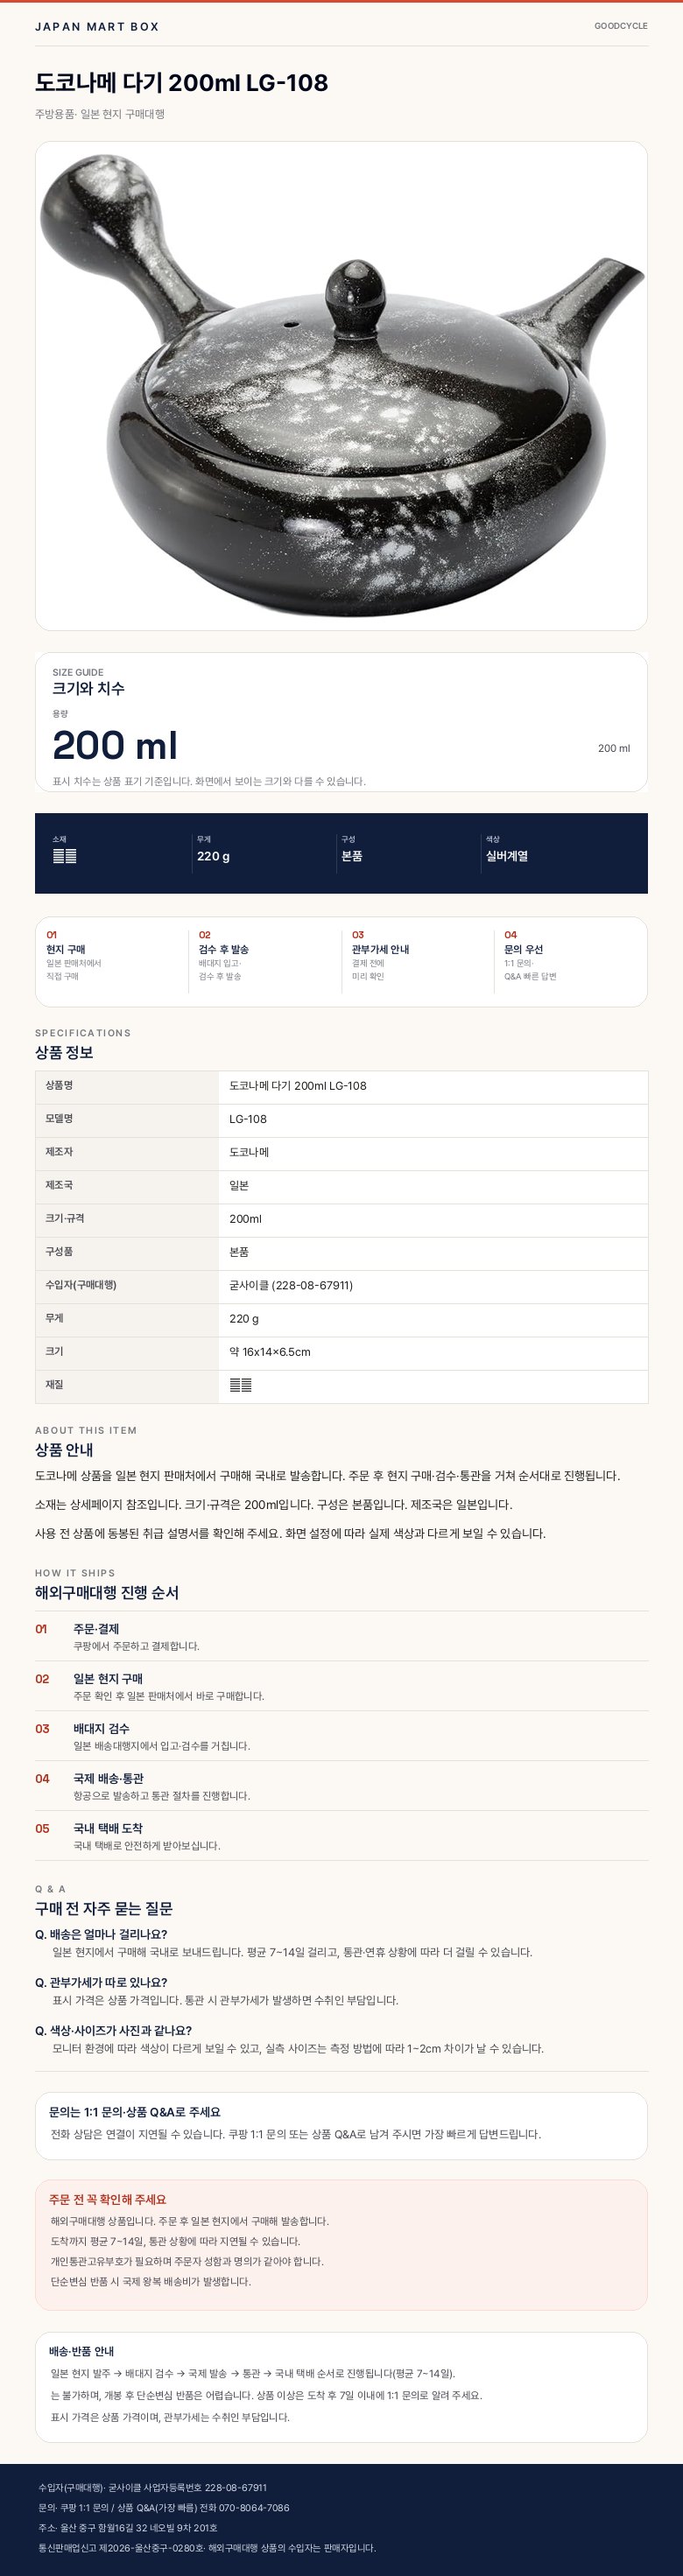 JAPAN MART BOX
GOODCYCLE
도코나메 다기 200ml LG-108
주방용품· 일본 현지 구매대행
SIZE GUIDE
크기와 치수
용량
200 ml
200 ml
표시 치수는 상품 표기 기준입니다. 화면에서 보이는 크기와 다를 수 있습니다.
소재
무게
220 g
구성
본품
색상
실버계열
01
현지 구매
일본 판매처에서
직접 구매
02
검수 후 발송
배대지 입고·
검수 후 발송
03
관부가세 안내
결제 전에
미리 확인
04
문의 우선
1:1 문의·
Q&A 빠른 답변
SPECIFICATIONS
상품 정보
상품명 도코나메 다기 200ml LG-108
모델명 LG-108
제조자 도코나메
제조국 일본
크기·규격 200ml
구성품 본품
수입자(구매대행) 굳사이클 (228-08-67911)
무게 220 g
크기 약 16x14×6.5cm
재질
ABOUT THIS ITEM
상품 안내
도코나메 상품을 일본 현지 판매처에서 구매해 국내로 발송합니다. 주문 후 현지 구매·검수·통관을 거쳐 순서대로 진행됩니다.
소재는 상세페이지 참조입니다. 크기·규격은 200ml입니다. 구성은 본품입니다. 제조국은 일본입니다.
사용 전 상품에 동봉된 취급 설명서를 확인해 주세요. 화면 설정에 따라 실제 색상과 다르게 보일 수 있습니다.
HOW IT SHIPS
해외구매대행 진행 순서
01 주문·결제
쿠팡에서 주문하고 결제합니다.
02 일본 현지 구매
주문 확인 후 일본 판매처에서 바로 구매합니다.
03 배대지 검수
일본 배송대행지에서 입고·검수를 거칩니다.
04 국제 배송·통관
항공으로 발송하고 통관 절차를 진행합니다.
05 국내 택배 도착
국내 택배로 안전하게 받아보십니다.
Q & A
구매 전 자주 묻는 질문
Q. 배송은 얼마나 걸리나요?
일본 현지에서 구매해 국내로 보내드립니다. 평균 7~14일 걸리고, 통관·연휴 상황에 따라 더 걸릴 수 있습니다.
Q. 관부가세가 따로 있나요?
표시 가격은 상품 가격입니다. 통관 시 관부가세가 발생하면 수취인 부담입니다.
Q. 색상·사이즈가 사진과 같나요?
모니터 환경에 따라 색상이 다르게 보일 수 있고, 실측 사이즈는 측정 방법에 따라 1~2cm 차이가 날 수 있습니다.
문의는 1:1 문의·상품 Q&A로 주세요
전화 상담은 연결이 지연될 수 있습니다. 쿠팡 1:1 문의 또는 상품 Q&A로 남겨 주시면 가장 빠르게 답변드립니다.
주문 전 꼭 확인해 주세요
해외구매대행 상품입니다. 주문 후 일본 현지에서 구매해 발송합니다.
도착까지 평균 7~14일, 통관 상황에 따라 지연될 수 있습니다.
개인통관고유부호가 필요하며 주문자 성함과 명의가 같아야 합니다.
단순변심 반품 시 국제 왕복 배송비가 발생합니다.
배송·반품 안내
일본 현지 발주 → 배대지 검수 → 국제 발송 → 통관 → 국내 택배 순서로 진행됩니다(평균 7~14일).
는 불가하며, 개봉 후 단순변심 반품은 어렵습니다. 상품 이상은 도착 후 7일 이내에 1:1 문의로 알려 주세요.
표시 가격은 상품 가격이며, 관부가세는 수취인 부담입니다.
수입자(구매대행)· 굳사이클 사업자등록번호 228-08-67911
문의· 쿠팡 1:1 문의 / 상품 Q&A(가장 빠름) 전화 070-8064-7086
주소· 울산 중구 함월16길 32 네오빌 9차 201호
통신판매업신고 제2026-울산중구-0280호· 해외구매대행 상품의 수입자는 판매자입니다.